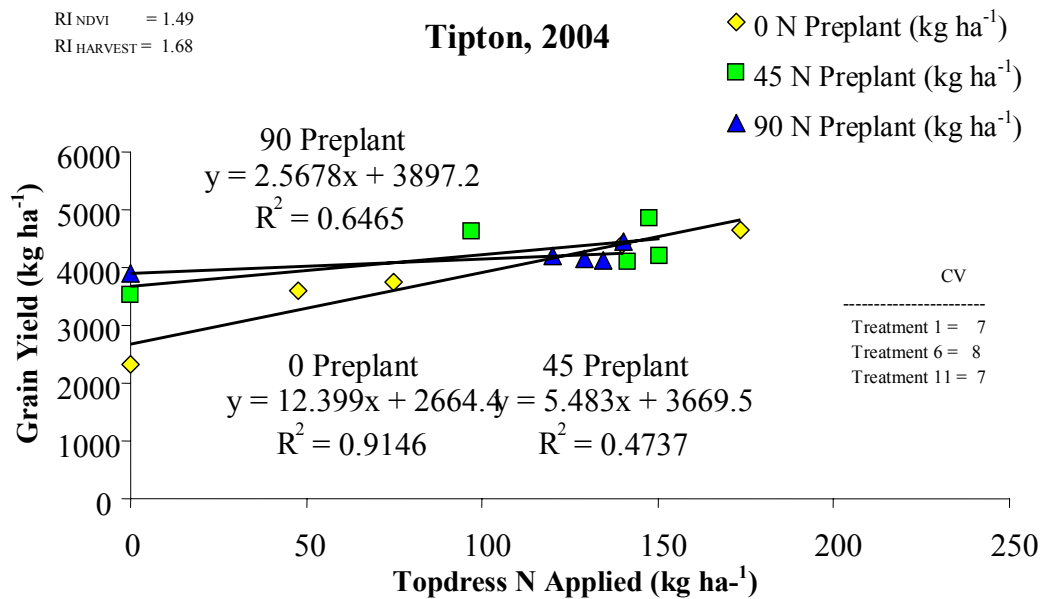 RI NDVI = 1.49
RI HARVEST = 1.68
Tipton, 2004
0 N Preplant (kg ha-1)
45 N Preplant (kg ha-1)
90 N Preplant (kg ha-1)
90 Preplant
y = 2.5678x + 3897.2
R2 = 0.6465
6000
5000
4000
3000
2000
1000
0
Grain Yield (kg ha-1)
0 Preplant
y = 12.399x + 2664.4
R2 = 0.9146
45 Preplant
y = 5.483x + 3669.5
R2 = 0.4737
CV
------------------------
Treatment 1 = 7
Treatment 6 = 8
Treatment 11 = 7
0 50 100 150 200 250
Topdress N Applied (kg ha-1)